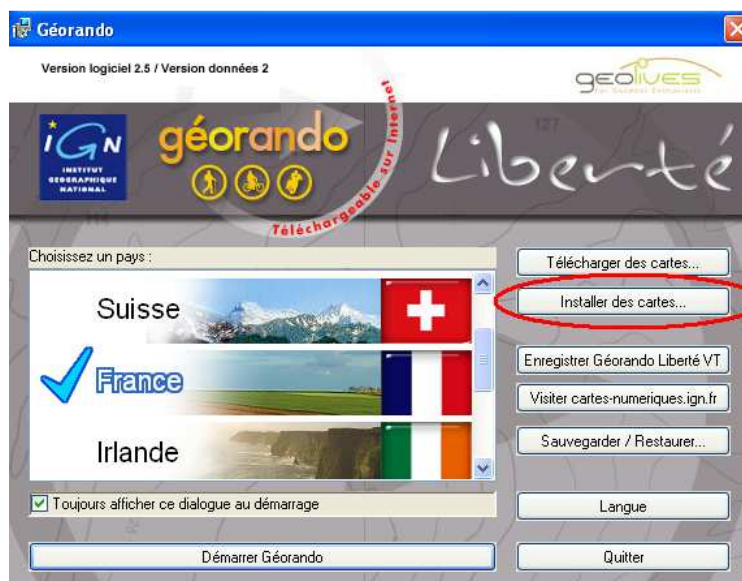 Géorando
Version logiciel 2.5 / Version données 2
geolives
iGN
INSTITUT
GEOGRAPHIQUE
NATIONAL
géorando
Téléchargeable sur Internet
Liberté
127
Choisissez un pays :
Suisse
France
Irlande
Toujours afficher ce dialogue au démarrage
Démarrer Géorando
Télécharger des cartes...
Installer des cartes...
Enregistrer Géorando Liberté VT
Visiter cartes-numeriques.ign.fr
Sauvegarder / Restaurer...
Langue
Quitter